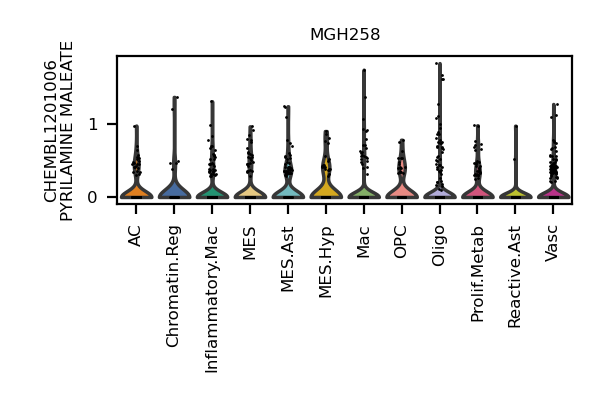 MGH258
CHEMBL1201006
PYRILAMINE MALEATE
1
0
AC
Chromatin.Reg
Inflammatory.Mac
MES
MES.Ast
MES.Hyp
Mac
OPC
Oligo
Prolif.Metab
Reactive.Ast
Vasc